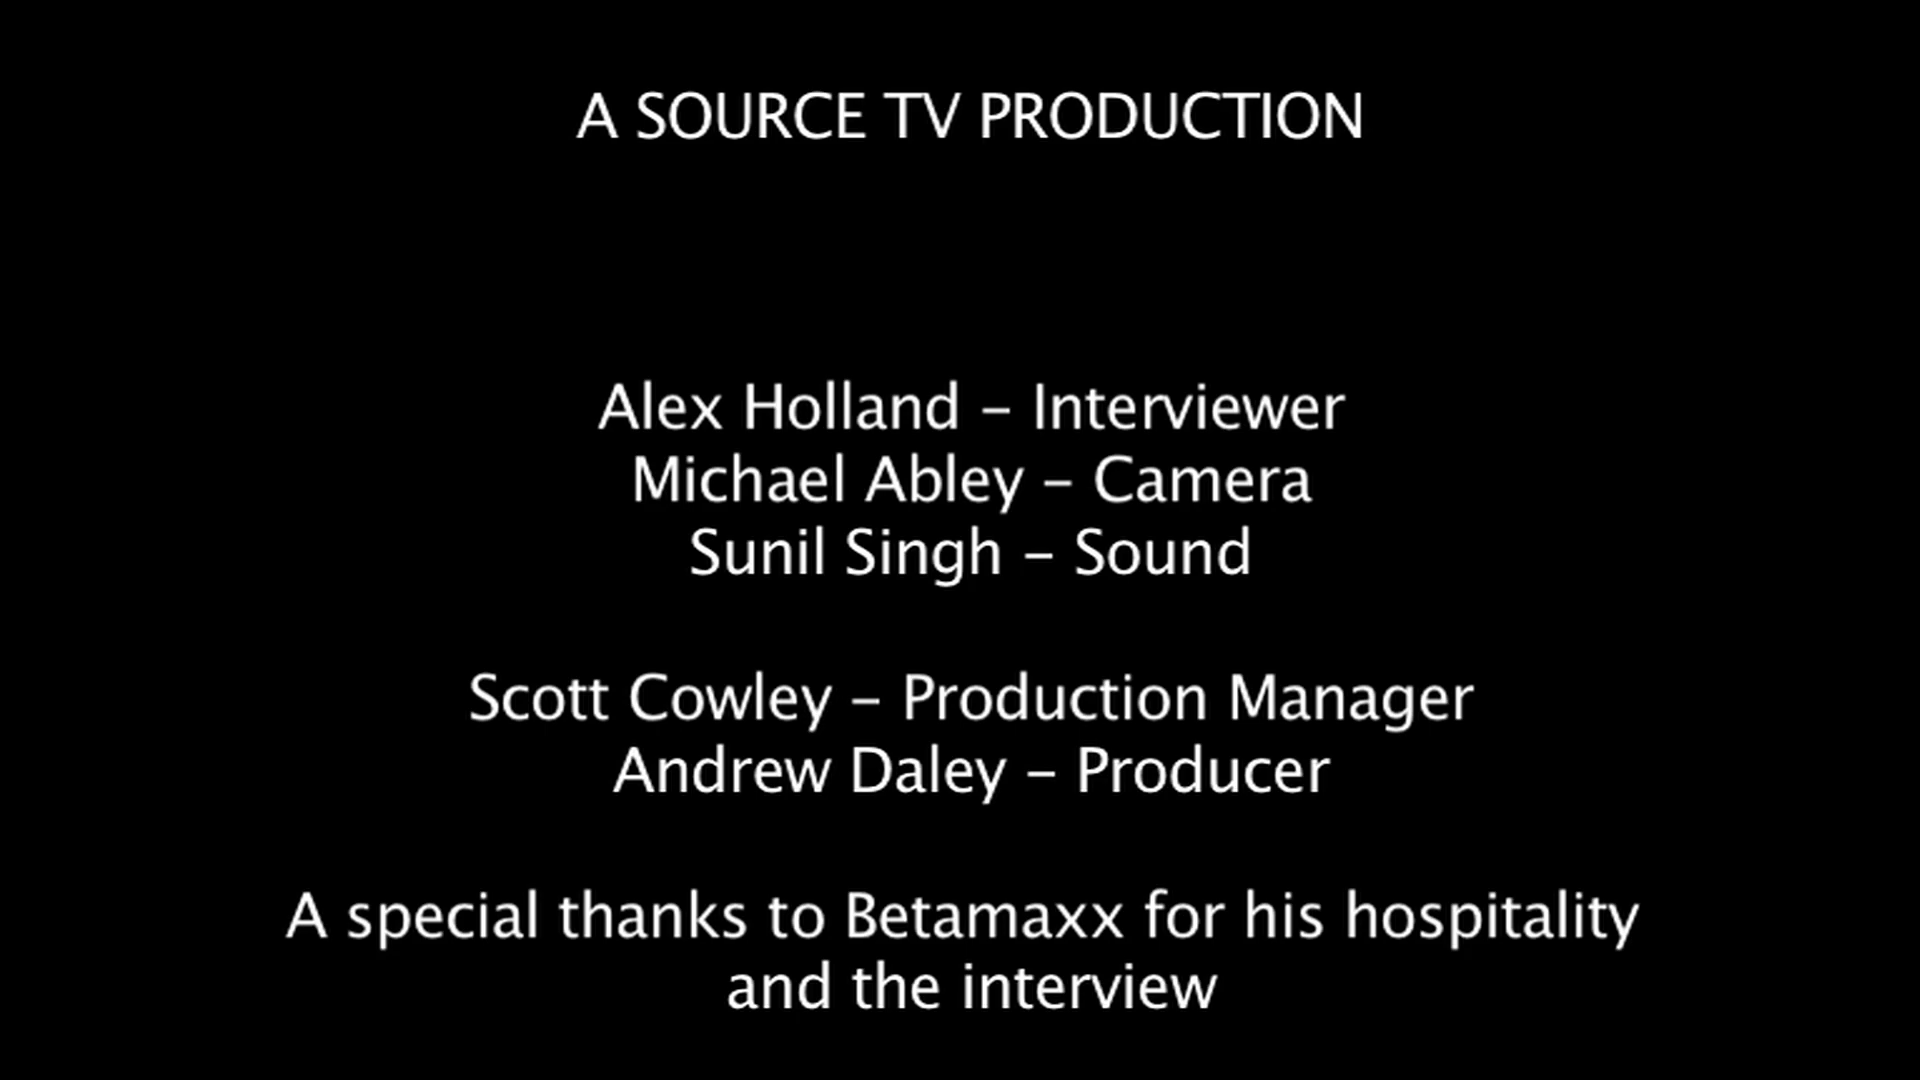 A SOURCE TV PRODUCTION
Alex Holland – Interviewer
Michael Abley – Camera
Sunil Singh – Sound
Scott Cowley – Production Manager
Andrew Daley – Producer
A special thanks to Betamaxx for his hospitality
and the interview